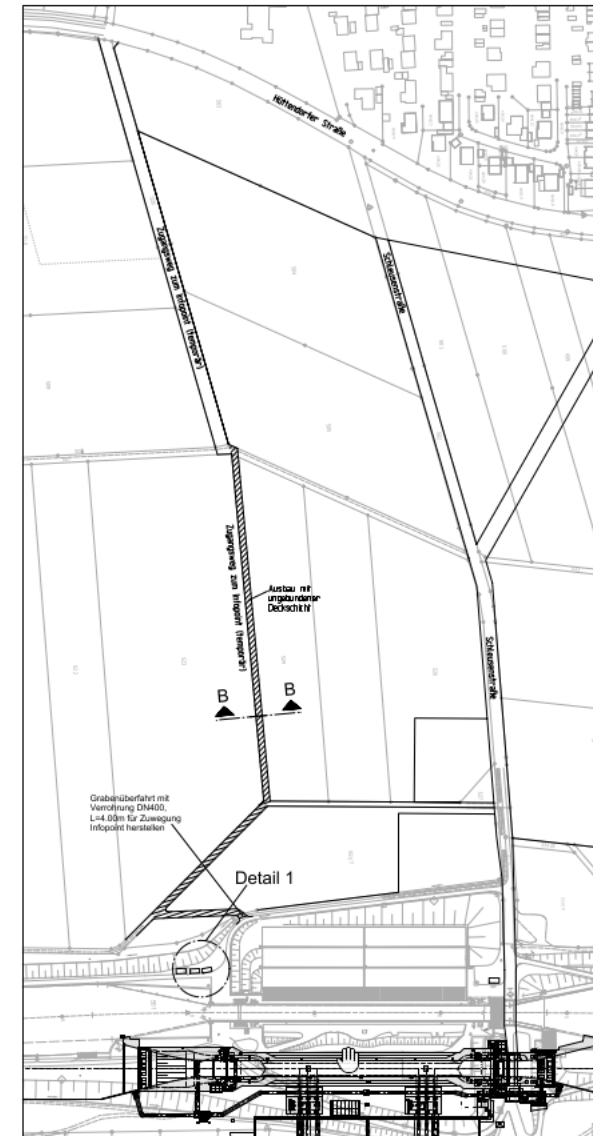 Hüttendorfer Straße
Zugangsweg zum Infopoint (temporär)
Schleusenstraße
Zugangsweg zum Infopoint (temporär)
Ausbau mit
ungebundener
Deckschicht
Schleusenstraße
B
B
Grabenüberfahrt mit
Verrohrung DN400,
L=4.00m für Zuwegung
Infopoint herstellen
Detail 1